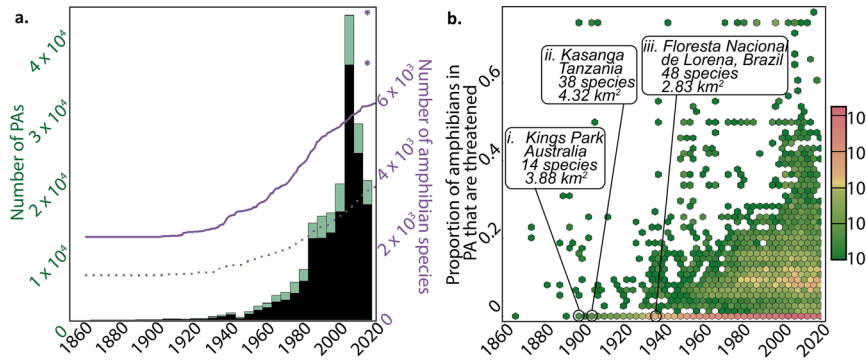 a.
Number of PAs
0
1 x 10⁴
2 x 10⁴
3 x 10⁴
4 x 10⁴
Number of amphibian species
0
2 x 10³
4 x 10³
6 x 10³
*
*
1860
1880
1900
1920
1940
1960
1980
2000
2020
b.
Proportion of amphibians in
PA that are threatened
0
0.2
0.4
0.6
i. Kings Park
Australia
14 species
3.88 km²
ii. Kasanga
Tanzania
38 species
4.32 km²
iii. Floresta Nacional
de Lorena, Brazil
48 species
2.83 km²
1860
1880
1900
1920
1940
1960
1980
2000
2020
10
10
10
10
10